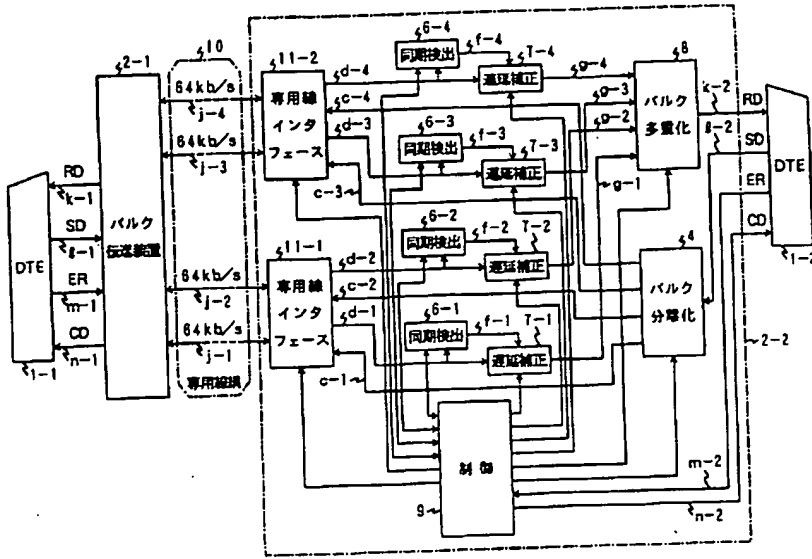 2-1
10
11-2
6-4
f-4
7-4
8
同期検出
遅延補正
g-4
d-4
c-4
d-3
g-3
g-2
k-2
ℓ-2
RD
SD
ER
CD
DTE
1-2
64kb/s
j-4
64kb/s
j-3
専用線
インタ
フェース
バルク
多重化
6-3
f-3
7-3
同期検出
遅延補正
c-3
g-1
6-2
f-2
7-2
同期検出
遅延補正
4
バルク
分離化
2-2
DTE
1-1
RD
k-1
SD
ℓ-1
ER
m-1
CD
n-1
バルク
伝送装置
64kb/s
j-2
64kb/s
j-1
専用線網
11-1
専用線
インタ
フェース
d-2
c-2
d-1
c-1
6-1
f-1
7-1
同期検出
遅延補正
制御
9
m-2
n-2